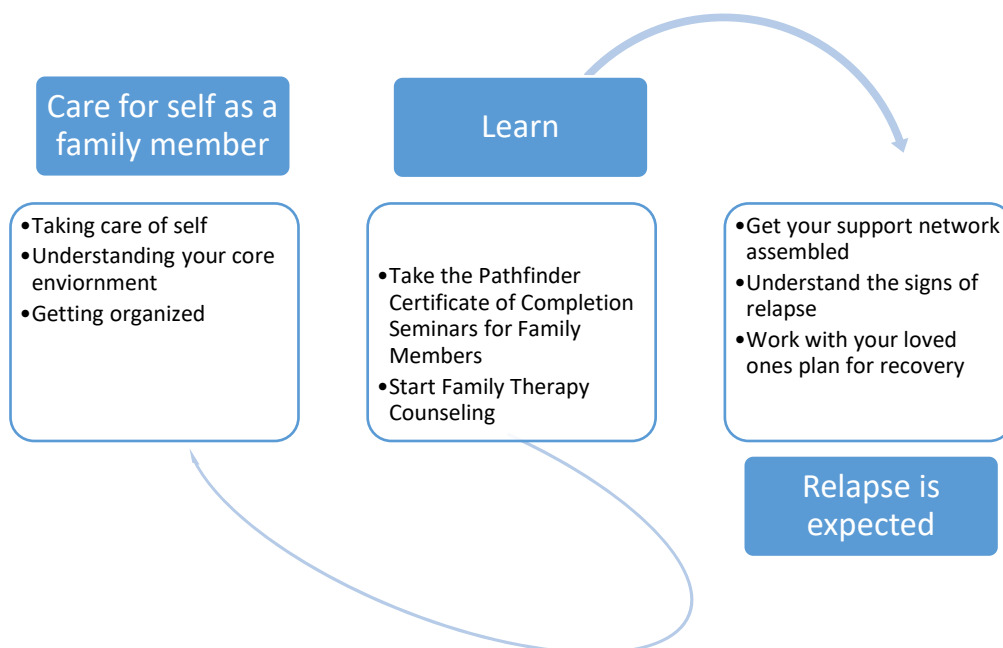 Care for self as a
family member
•Taking care of self
•Understanding your core
enviornment
•Getting organized
Learn
•Take the Pathfinder
Certificate of Completion
Seminars for Family
Members
•Start Family Therapy
Counseling
•Get your support network
assembled
•Understand the signs of
relapse
•Work with your loved
ones plan for recovery
Relapse is
expected